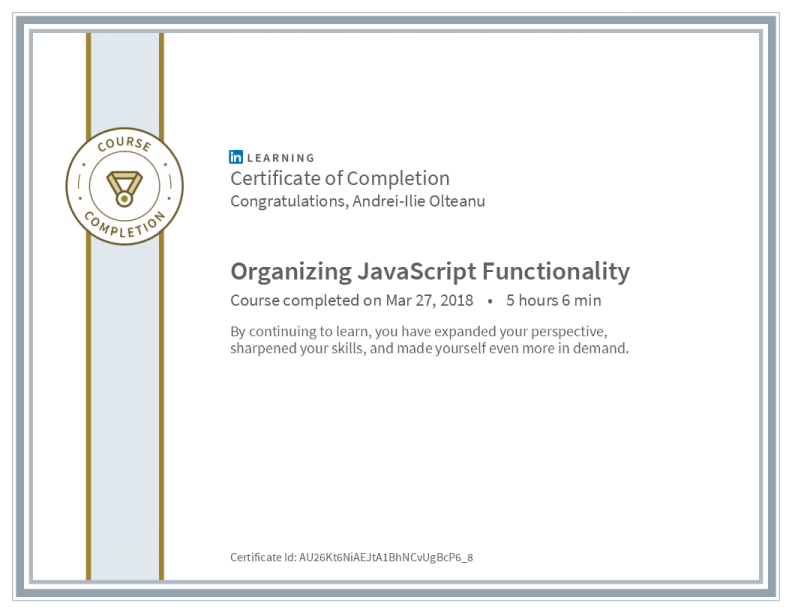 COURSE
COMPLETION
in LEARNING
Certificate of Completion
Congratulations, Andrei-Ilie Olteanu
Organizing JavaScript Functionality
Course completed on Mar 27, 2018 • 5 hours 6 min
By continuing to learn, you have expanded your perspective,
sharpened your skills, and made yourself even more in demand.
Certificate Id: AU26Kt6NiAEJtA1BhNCvUgBcP6_8